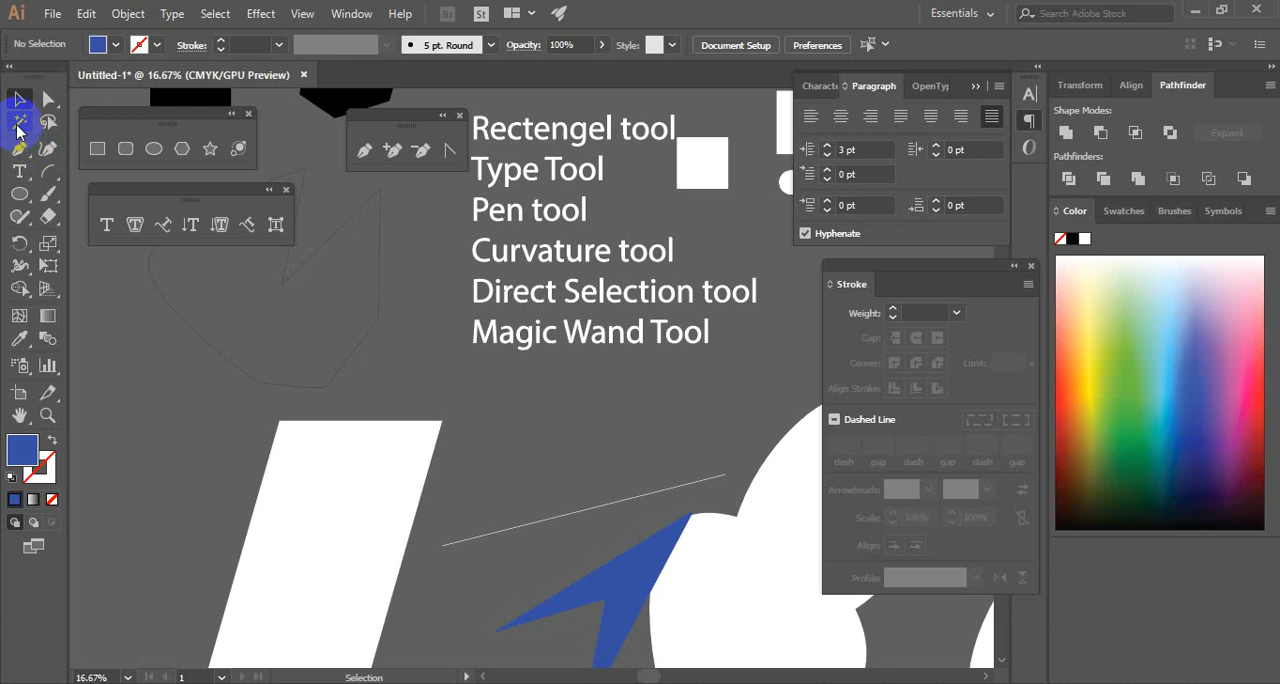 Ai File Edit Object Type Select Effect View Window Help Br St Essentials Search Adobe Stock
No Selection Stroke: 5 pt. Round Opacity: 100% Style: Document Setup Preferences
Untitled-1* @ 16.67% (CMYK/GPU Preview)
Paragraph
Transform Align Pathfinder
Shape Modes:
Expand
Pathfinders:
3 pt 0 pt
0 pt
0 pt 0 pt
Hyphenate
Color Swatches Brushes Symbols
Rectengel tool
Type Tool
Pen tool
Curvature tool
Direct Selection tool
Magic Wand Tool
Stroke
Weight:
Cap:
Corner: Limit: x
Align Stroke:
Dashed Line
dash gap dash gap dash gap
Arrowheads:
Scale: 100% 100%
Align:
Profile:
16.67% 1 Selection